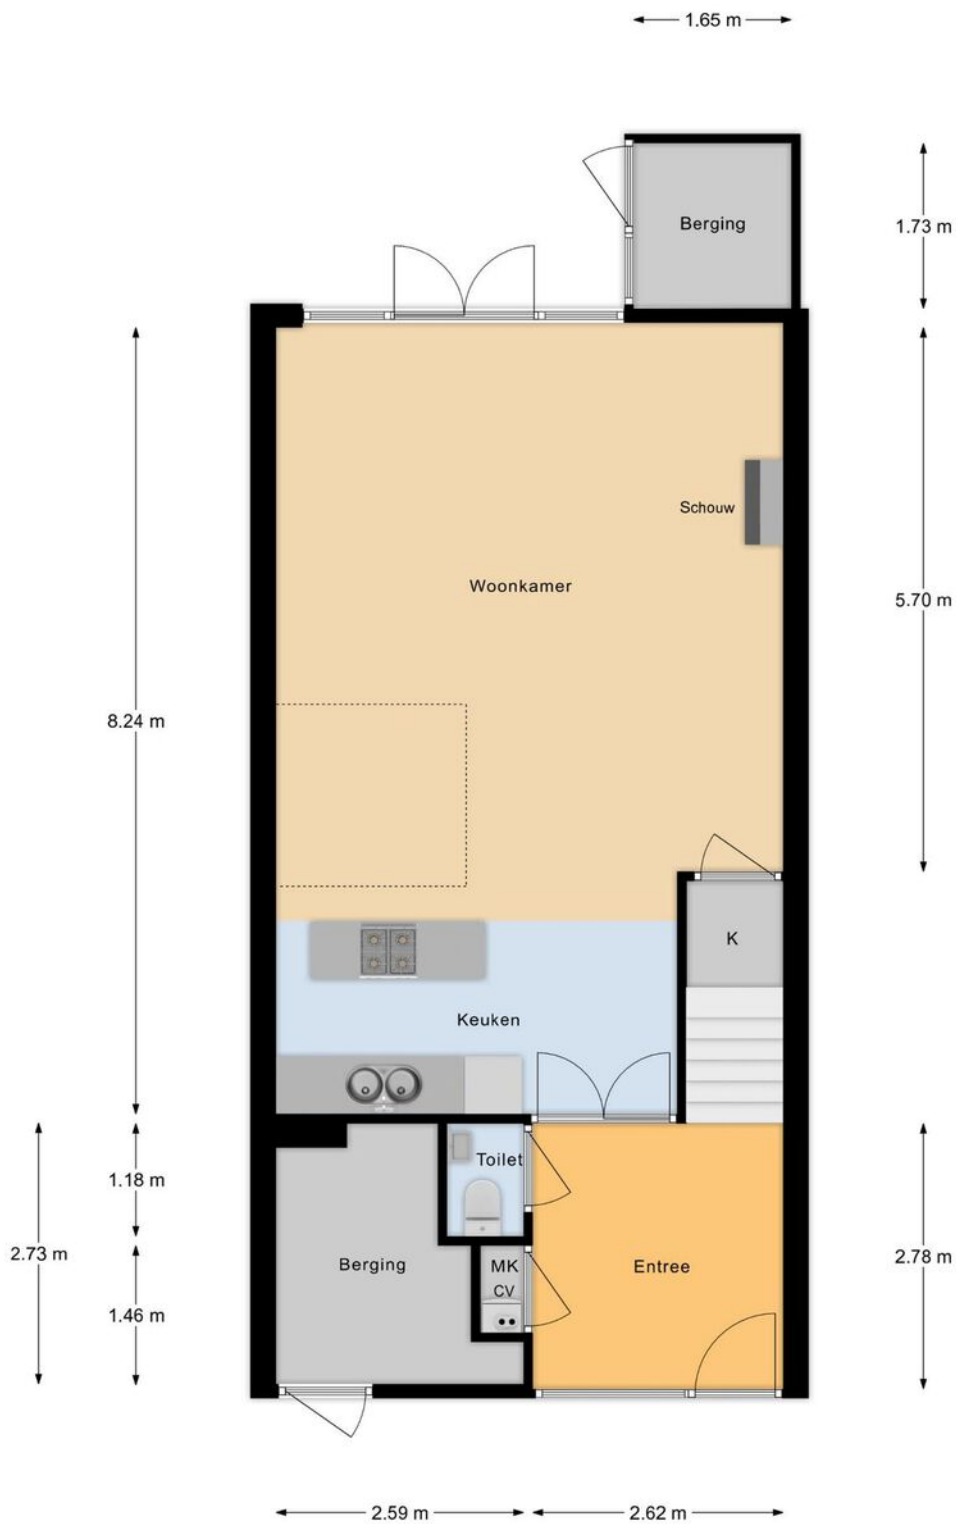 1.65 m
Berging
1.73 m
Schouw
Woonkamer
5.70 m
8.24 m
K
Keuken
Toilet
1.18 m
2.73 m
Berging
MK
CV
Entree
2.78 m
1.46 m
2.59 m
2.62 m